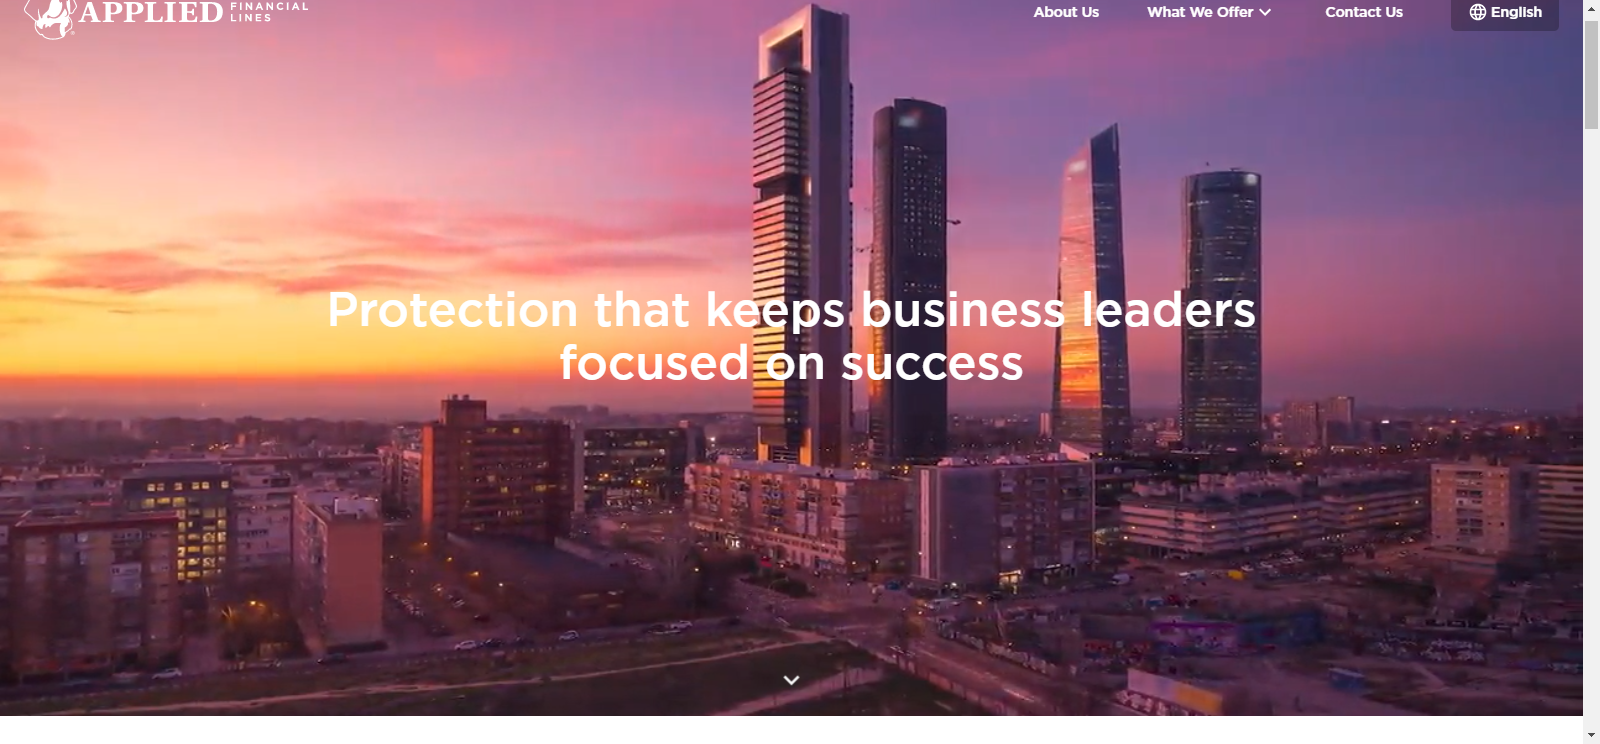 APPLIED FINANCIAL LINES
About Us
What We Offer
Contact Us
English
Protection that keeps business leaders
focused on success